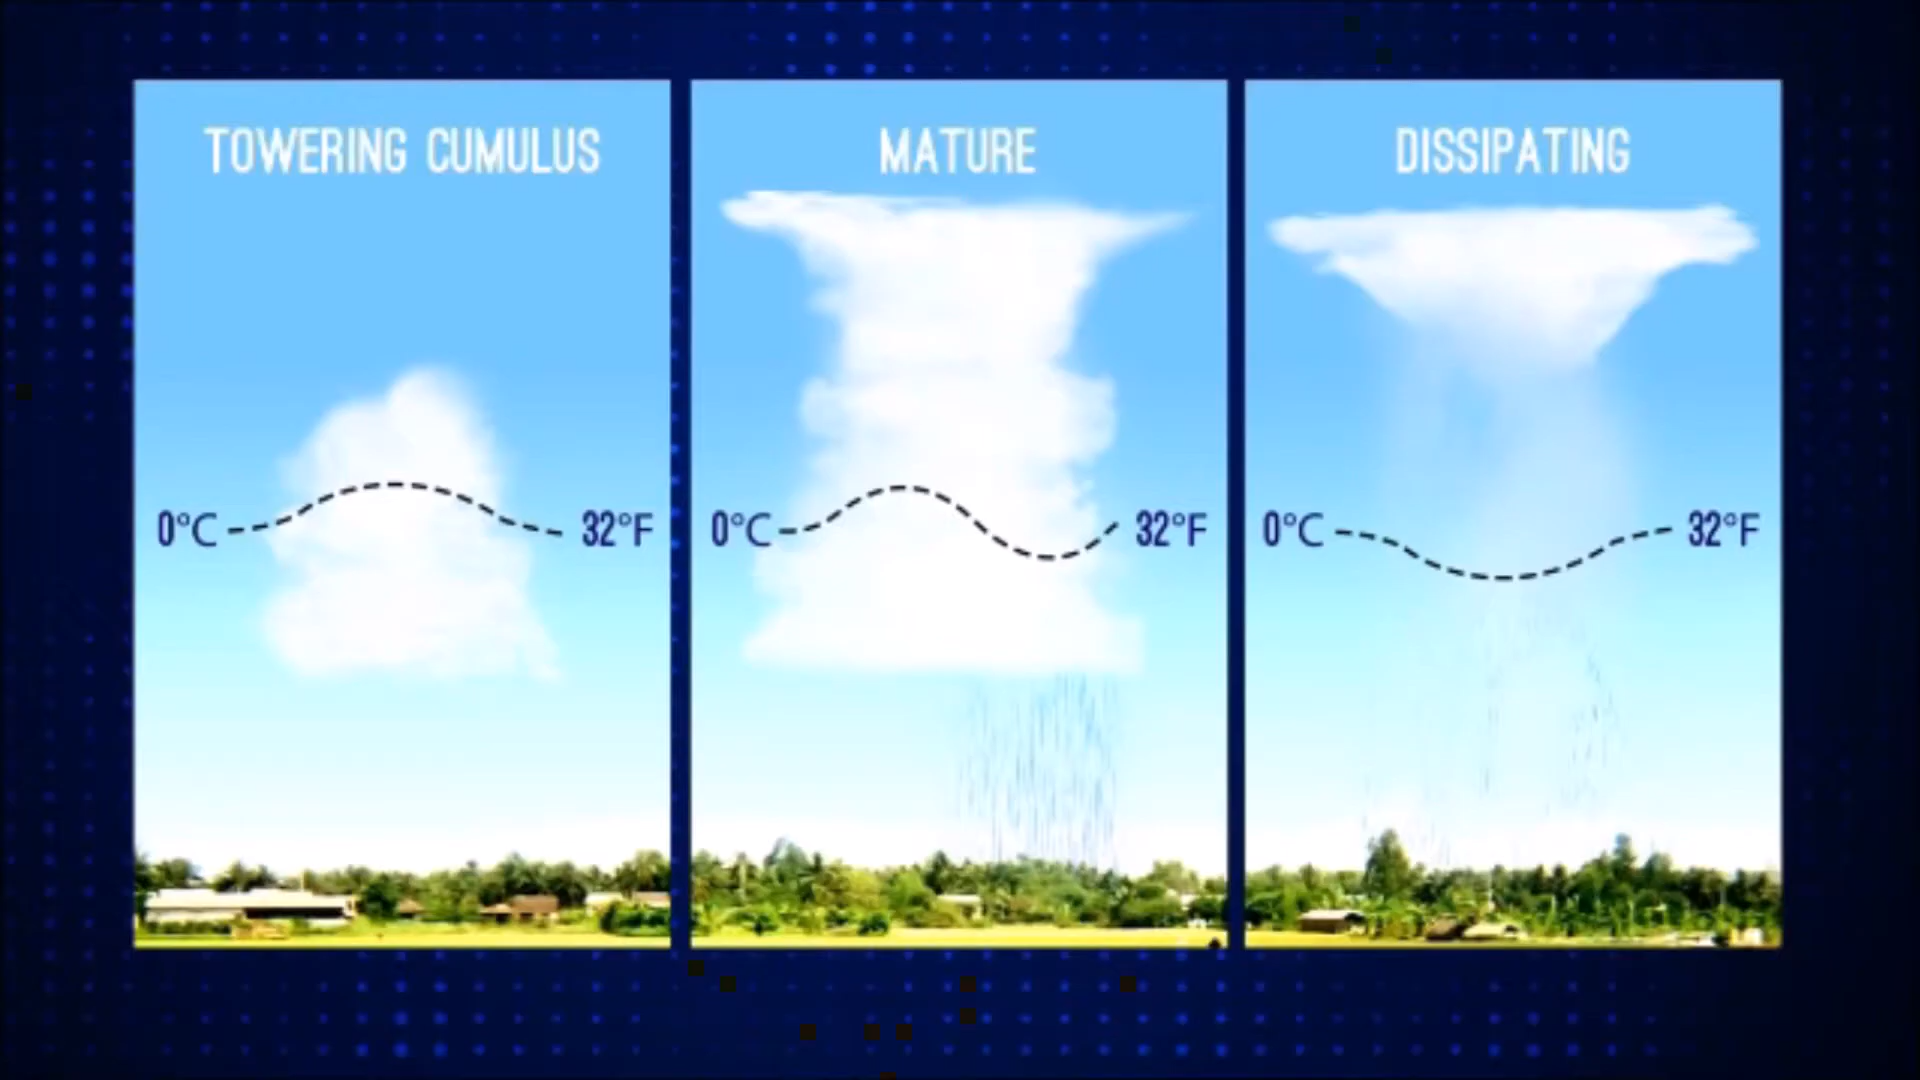 TOWERING CUMULUS
MATURE
DISSIPATING
0°C
32°F
0°C
32°F
0°C
32°F